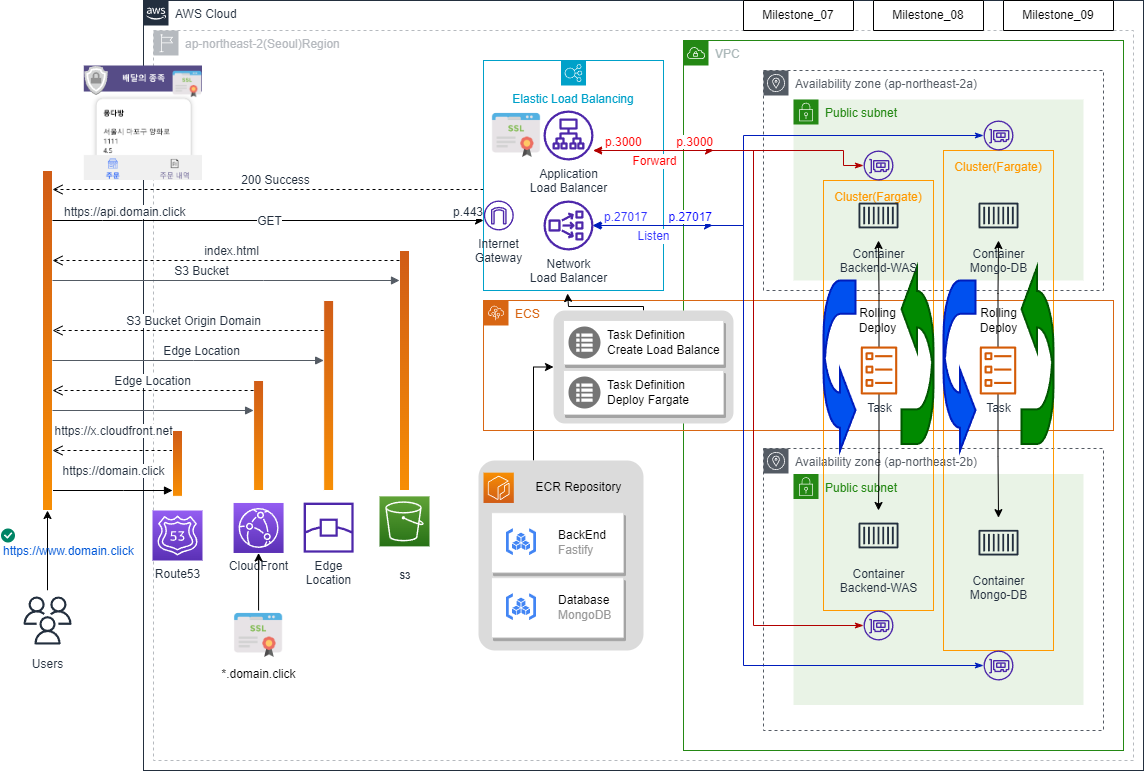 aws
AWS Cloud
Milestone_07
Milestone_08
Milestone_09
ap-northeast-2(Seoul)Region
VPC
배달의 종족
SSL
용다방
서울시 마포구 양화로
1111
4.5
주문
주문 내역
Elastic Load Balancing
SSL
Application
Load Balancer
p.3000
p.3000
Forward
200 Success
https://api.domain.click
GET
p.443
Internet
Gateway
p.27017
p.27017
Listen
Network
Load Balancer
index.html
S3 Bucket
S3 Bucket Origin Domain
Edge Location
Edge Location
https://x.cloudfront.net
https://domain.click
https://www.domain.click
Users
53
Route53
CloudFront
Edge
Location
S3
SSL
*.domain.click
ECS
Task Definition
Create Load Balance
Task Definition
Deploy Fargate
ECR Repository
BackEnd
Fastify
Database
MongoDB
Availability zone (ap-northeast-2a)
Public subnet
Cluster(Fargate)
Cluster(Fargate)
Container
Backend-WAS
Container
Mongo-DB
Rolling
Deploy
Rolling
Deploy
Task
Task
Availability zone (ap-northeast-2b)
Public subnet
Container
Backend-WAS
Container
Mongo-DB